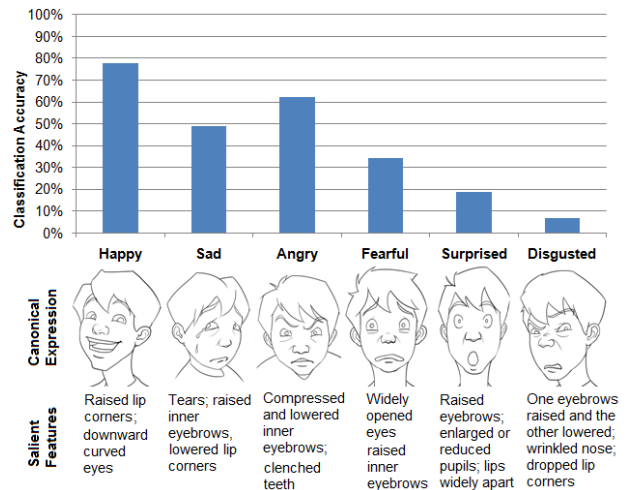 100%
90%
80%
70%
60%
50%
40%
30%
20%
10%
0%
Classification Accuracy
Happy Sad Angry Fearful Surprised Disgusted
Canonical
Expression
Salient
Features
Raised lip
corners;
downward
curved
eyes
Tears; raised
inner
eyebrows,
lowered lip
corners
Compressed
and lowered
inner
eyebrows;
clenched
teeth
Widely
opened
eyes
raised
inner
eyebrows
Raised
eyebrows;
enlarged or
reduced
pupils; lips
widely apart
One eyebrows
raised and the
other lowered;
wrinkled nose;
dropped lip
corners